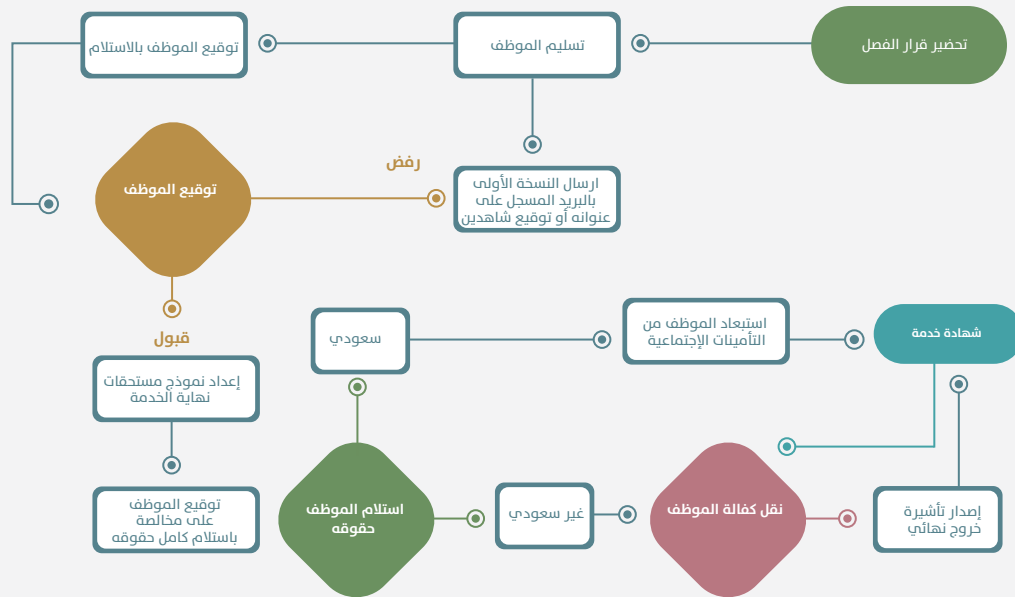 تحضير قرار الفصل
تسليم الموظف
توقيع الموظف بالاستلام
توقيع الموظف
رفض
ارسال النسخة الأولى
بالبريد المسجل على
عنوانه أو توقيع شاهدين
قبول
إعداد نموذج مستحقات
نهاية الخدمة
توقيع الموظف
على مخالصة
باستلام كامل حقوقه
استلام الموظف
حقوقه
سعودي
استبعاد الموظف من
التأمينات الإجتماعية
شهادة خدمة
غير سعودي
نقل كفالة الموظف
إصدار تأشيرة
خروج نهائي